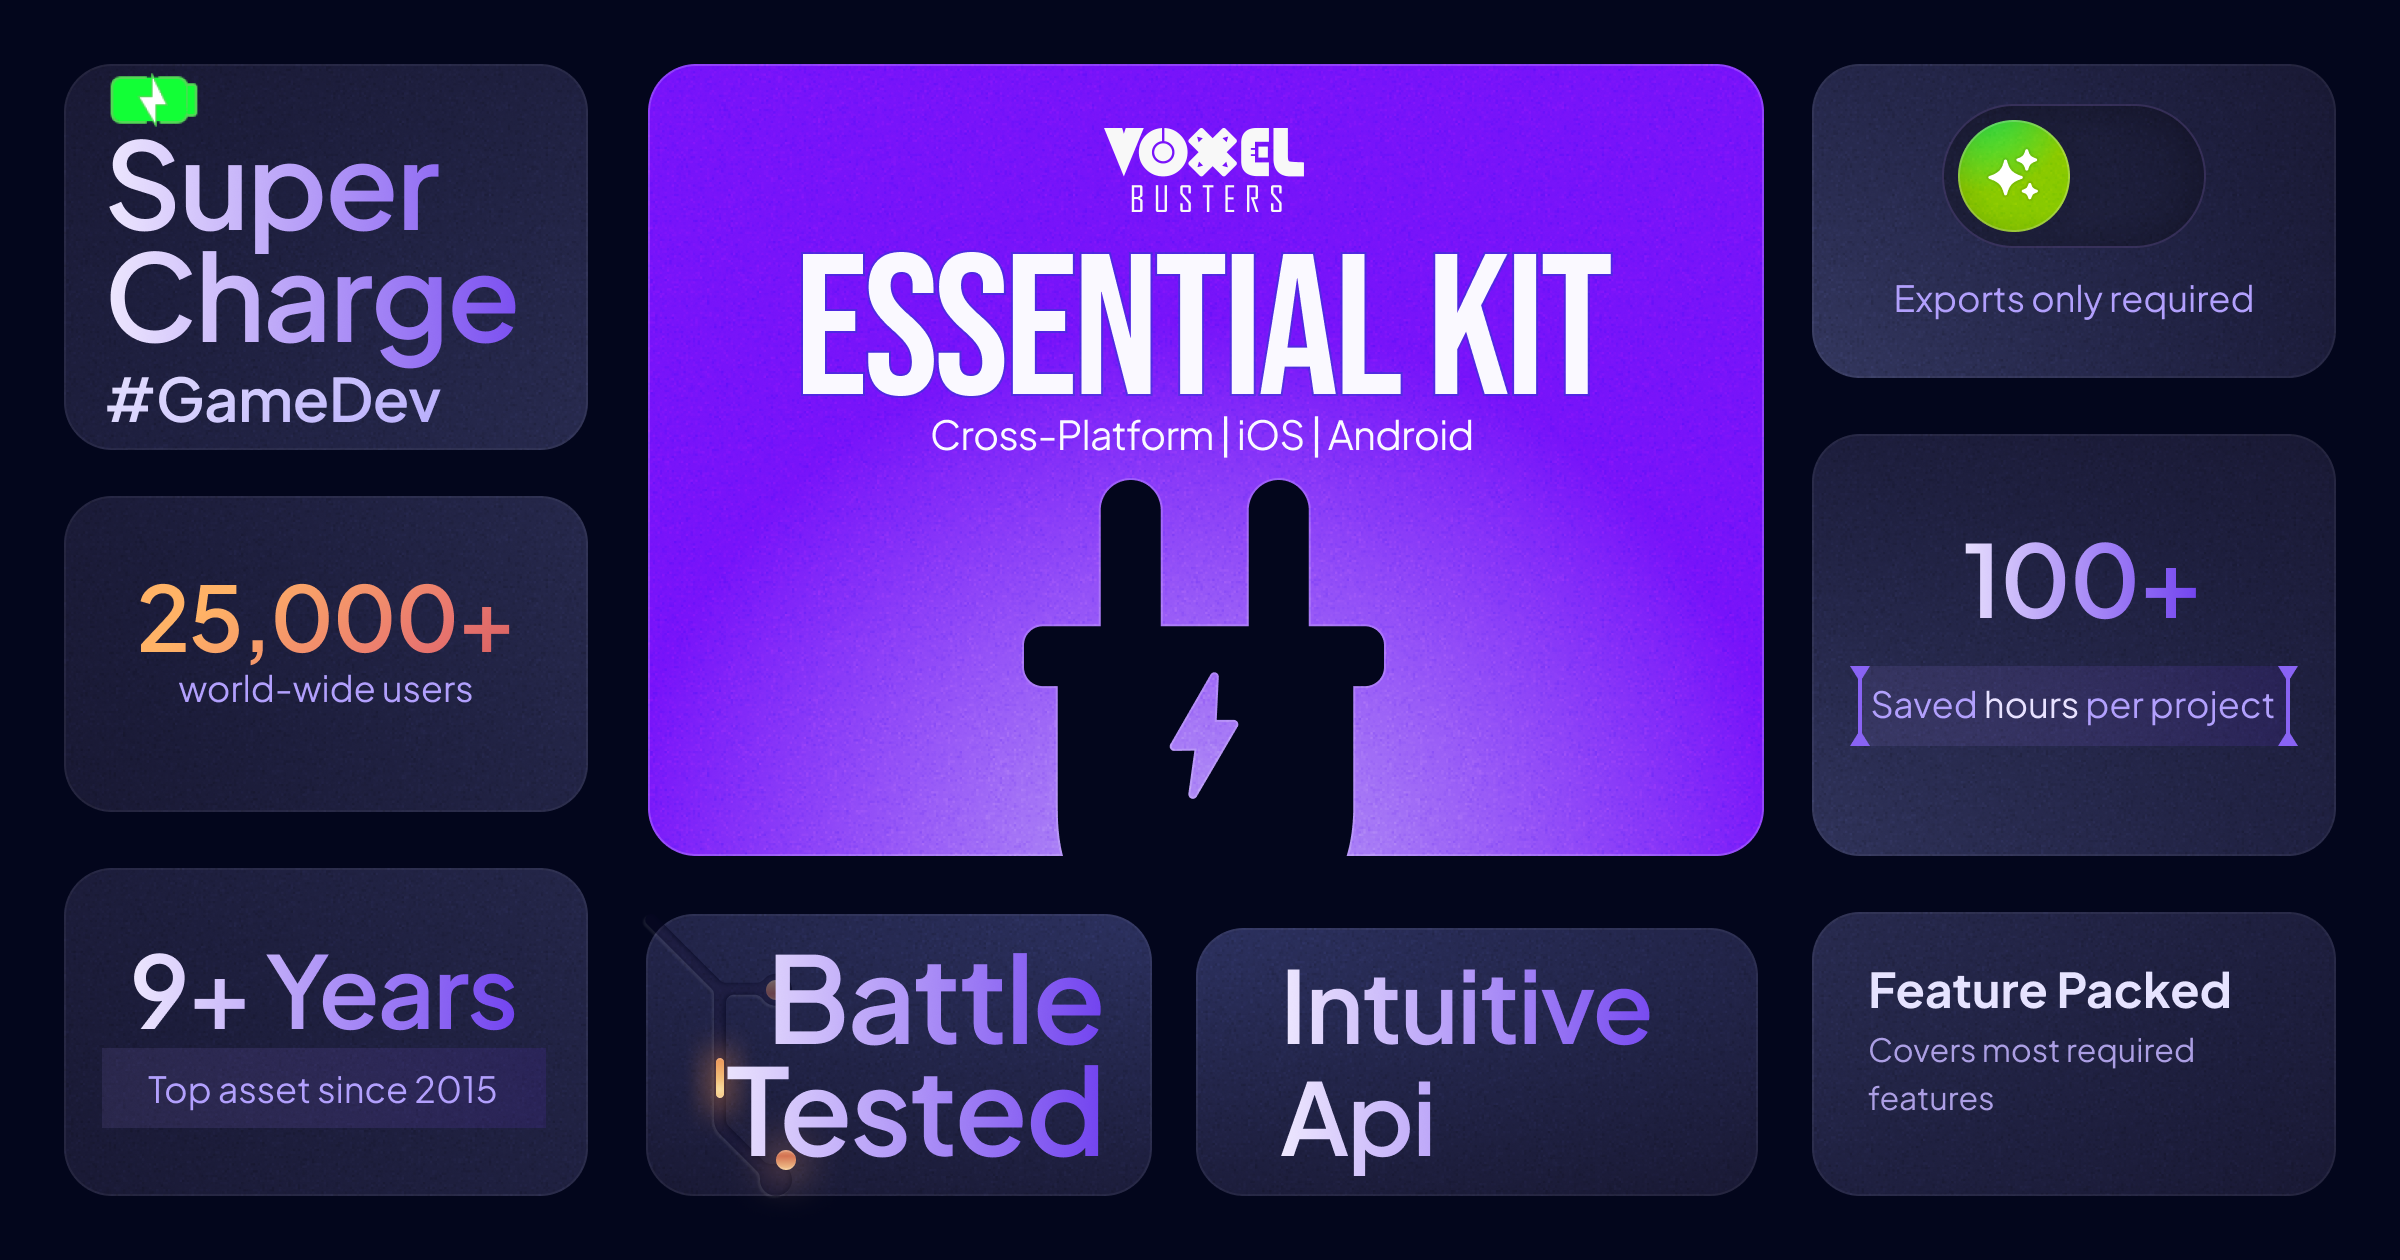 Super
Charge
#GameDev
25,000+
world-wide users
9+ Years
Top asset since 2015
VOXEL
BUSTERS
ESSENTIAL KIT
Cross-Platform | iOS | Android
Battle
Tested
Intuitive
Api
Exports only required
100+
Saved hours per project
Feature Packed
Covers most required
features